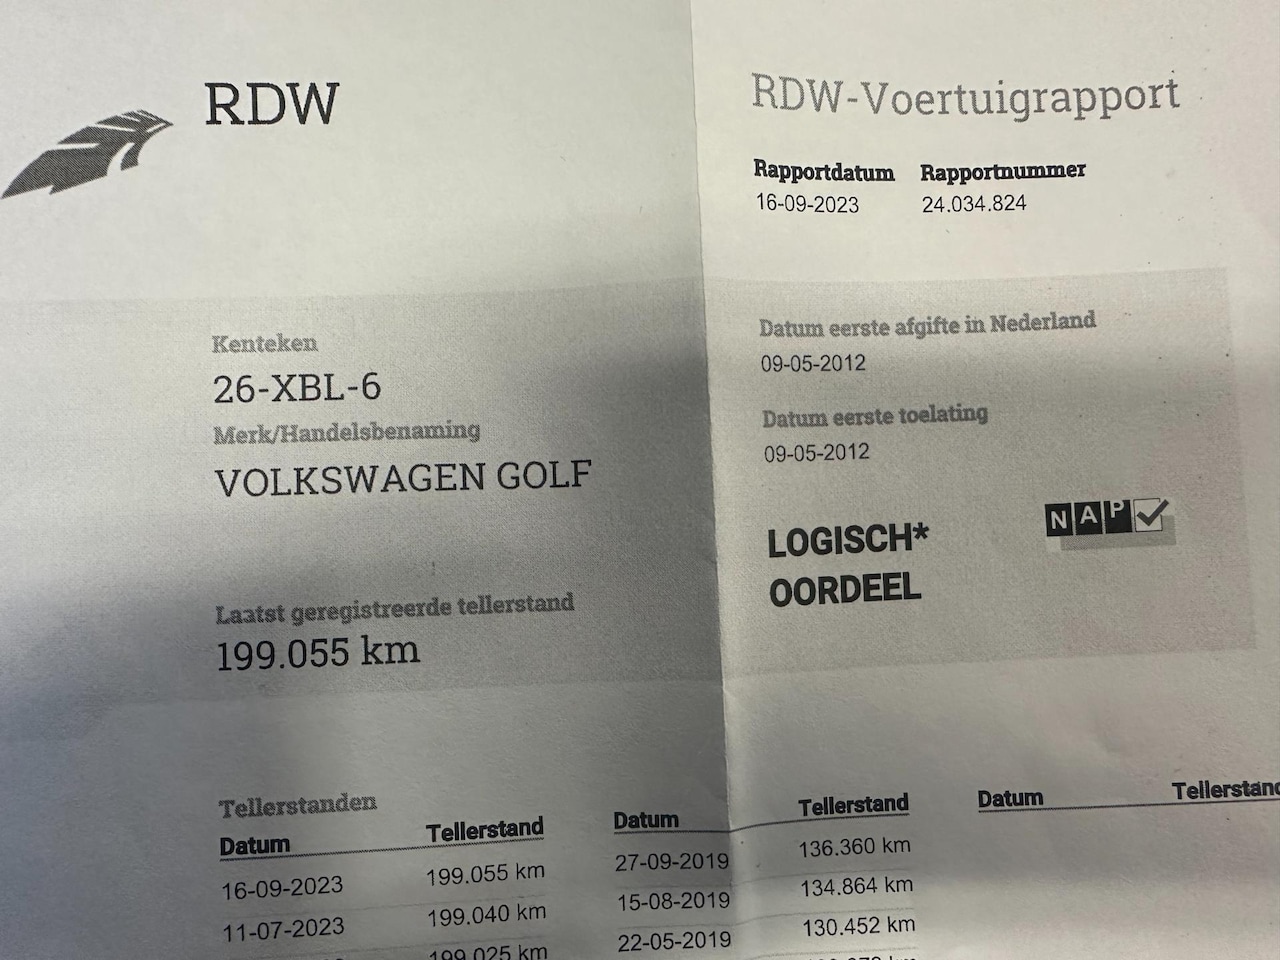 RDW
RDW-Voertuigrapport
Rapportdatum Rapportnummer
16-09-2023 24.034.824
Kenteken
26-XBL-6
Merk/Handelsbenaming
VOLKSWAGEN GOLF
Laatst geregistreerde tellerstand
199.055 km
Datum eerste afgifte in Nederland
09-05-2012
Datum eerste toelating
09-05-2012
LOGISCH*
OORDEEL
NAP
Tellerstanden
Datum Tellerstand Datum Tellerstand Datum Tellerstand
16-09-2023 199.055 km 27-09-2019 136.360 km
11-07-2023 199.040 km 15-08-2019 134.864 km
199.025 km 22-05-2019 130.452 km